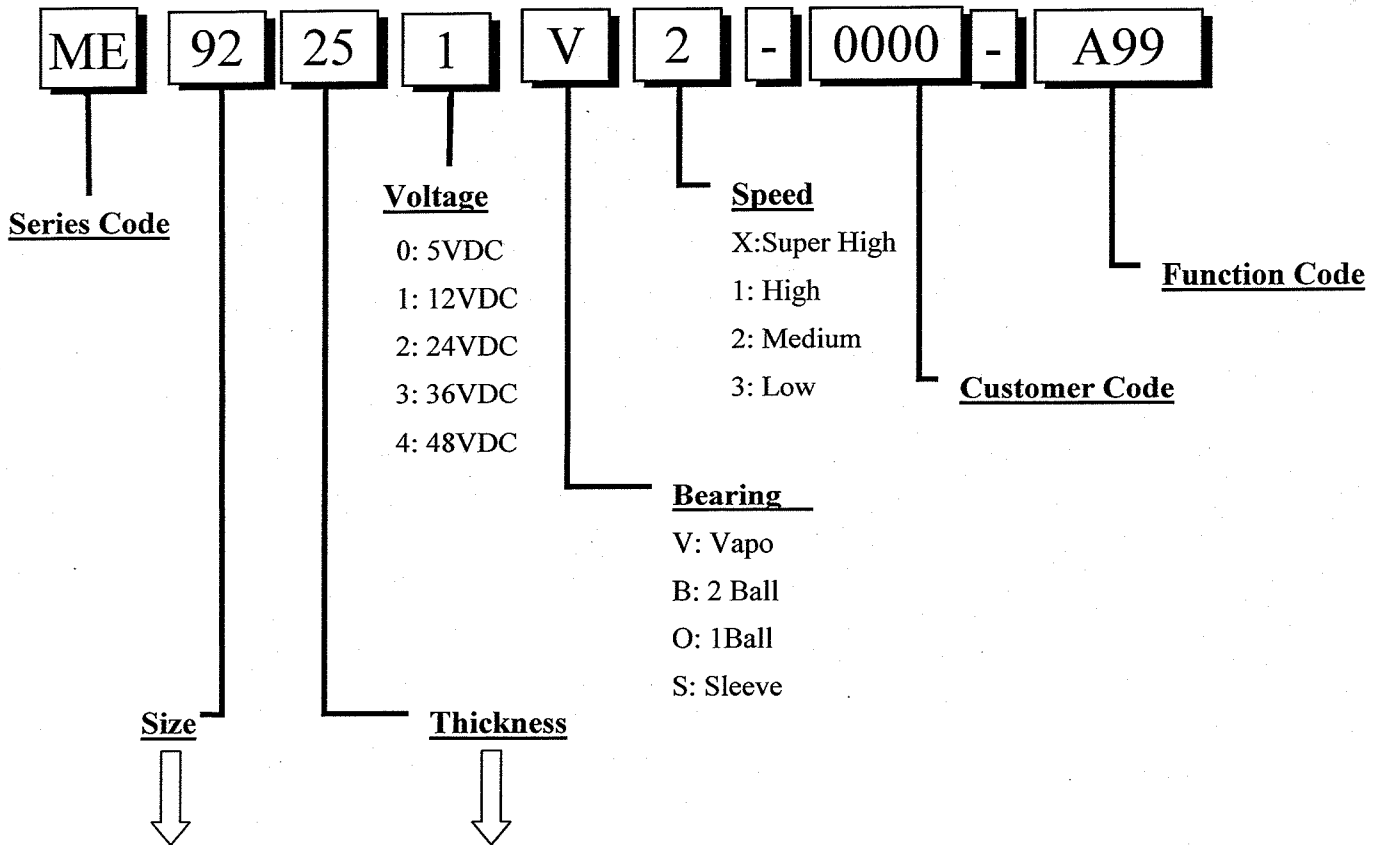 ME 92 25 1 V 2 - 0000 - A99
Series Code
Voltage
0: 5VDC
1: 12VDC
2: 24VDC
3: 36VDC
4: 48VDC
Speed
X:Super High
1: High
2: Medium
3: Low
Function Code
Customer Code
Bearing
V: Vapo
B: 2 Ball
O: 1Ball
S: Sleeve
Size
Thickness